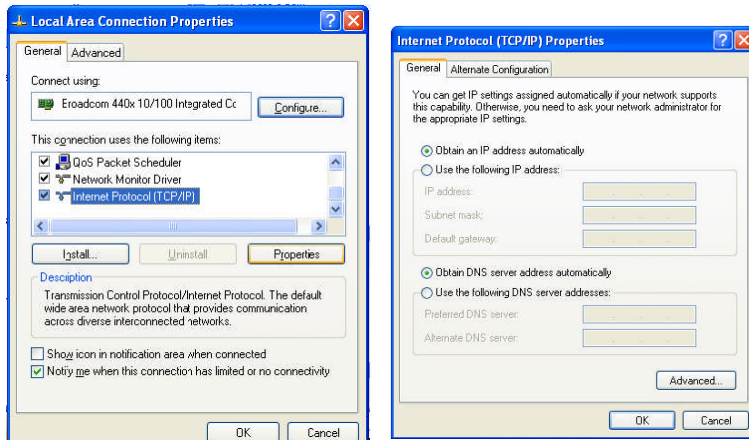 Local Area Connection Properties
General Advanced
Connect using:
Broadcom 440x 10/100 Integrated Cc
Configure...
This connection uses the following items:
QoS Packet Scheduler
Network Monitor Driver
Internet Protocol (TCP/IP)
Install... Uninstall Properties
Description
Transmission Control Protocol/Internet Protocol. The default
wide area network protocol that provides communication
across diverse interconnected networks.
Show icon in notification area when connected
Notify me when this connection has limited or no connectivity
OK Cancel
Internet Protocol (TCP/IP) Properties
General Alternate Configuration
You can get IP settings assigned automatically if your network supports
this capability. Otherwise, you need to ask your network administrator for
the appropriate IP settings.
Obtain an IP address automatically
Use the following IP address:
IP address:
Subnet mask:
Default gateway:
Obtain DNS server address automatically
Use the following DNS server addresses:
Preferred DNS server:
Alternate DNS server:
Advanced...
OK Cancel